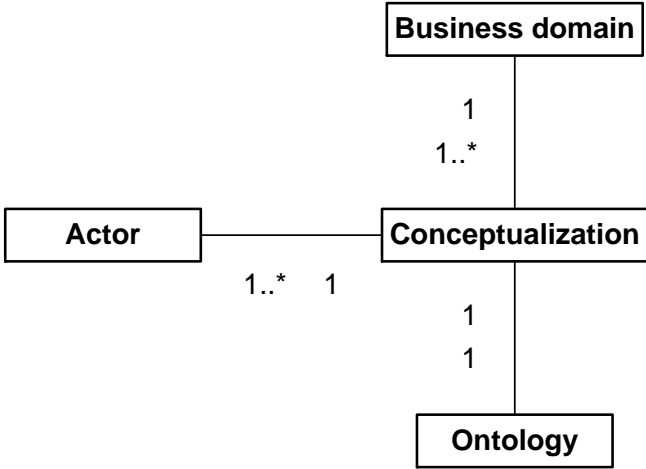 Business domain
1
1..*
Actor
Conceptualization
1..* 1
1
1
Ontology